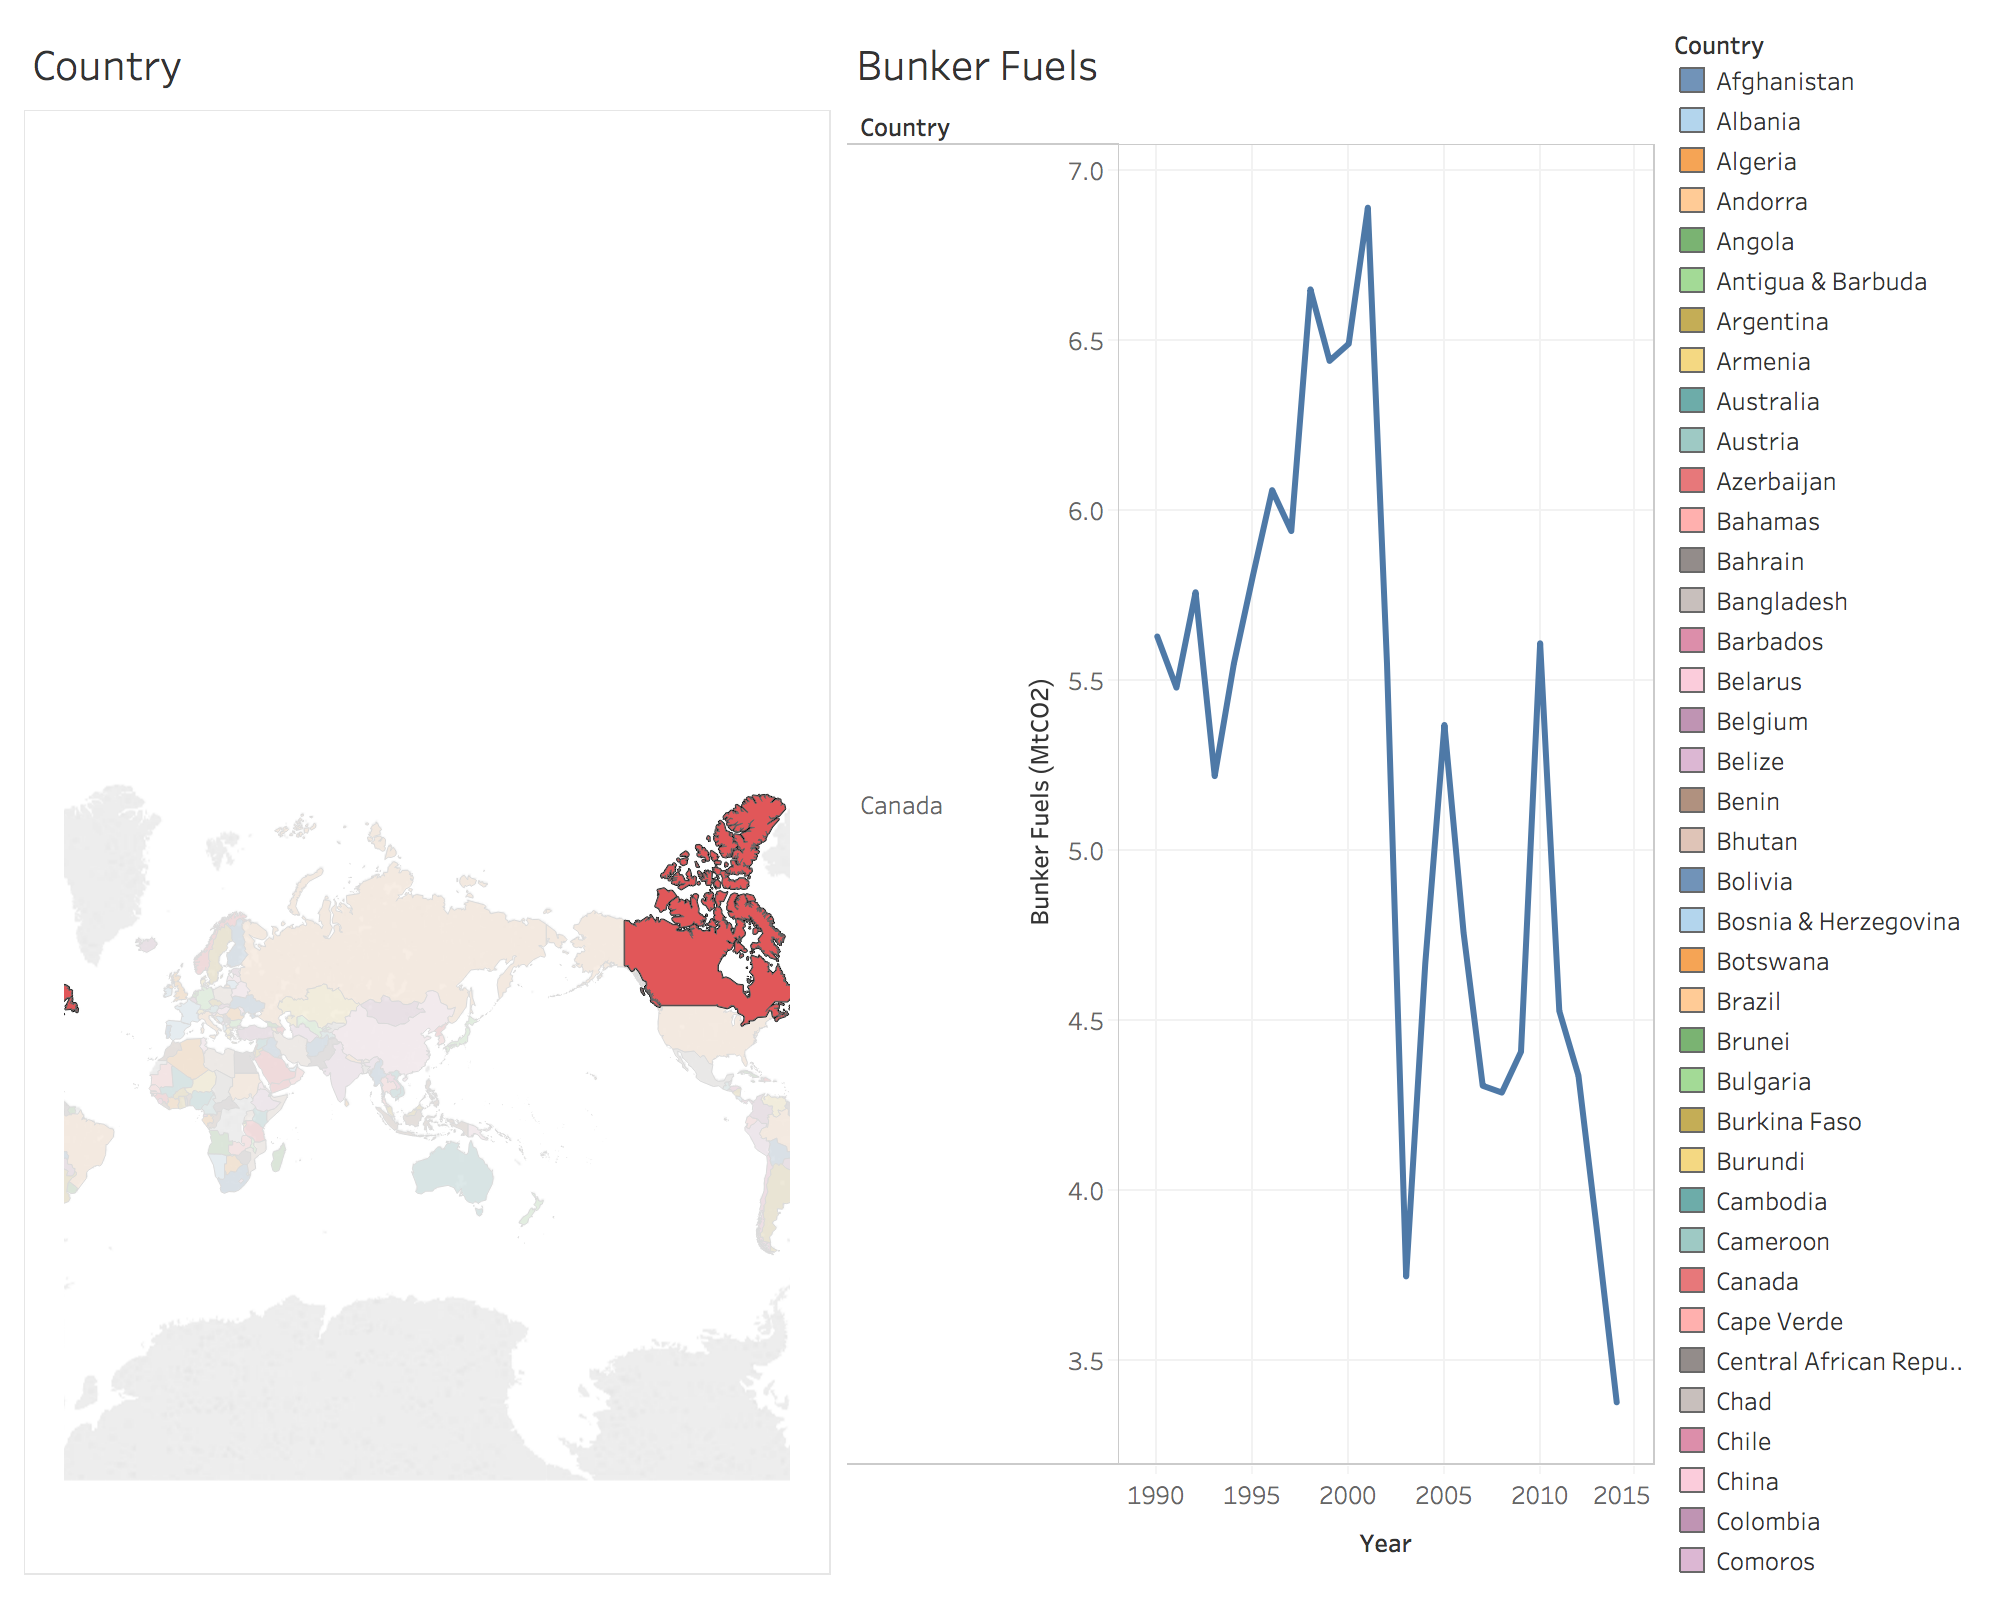 Country
Bunker Fuels
Country
Canada
Bunker Fuels (MtCO2)
7.0
6.5
6.0
5.5
5.0
4.5
4.0
3.5
1990 1995 2000 2005 2010 2015
Year
Country
Afghanistan
Albania
Algeria
Andorra
Angola
Antigua & Barbuda
Argentina
Armenia
Australia
Austria
Azerbaijan
Bahamas
Bahrain
Bangladesh
Barbados
Belarus
Belgium
Belize
Benin
Bhutan
Bolivia
Bosnia & Herzegovina
Botswana
Brazil
Brunei
Bulgaria
Burkina Faso
Burundi
Cambodia
Cameroon
Canada
Cape Verde
Central African Repu..
Chad
Chile
China
Colombia
Comoros